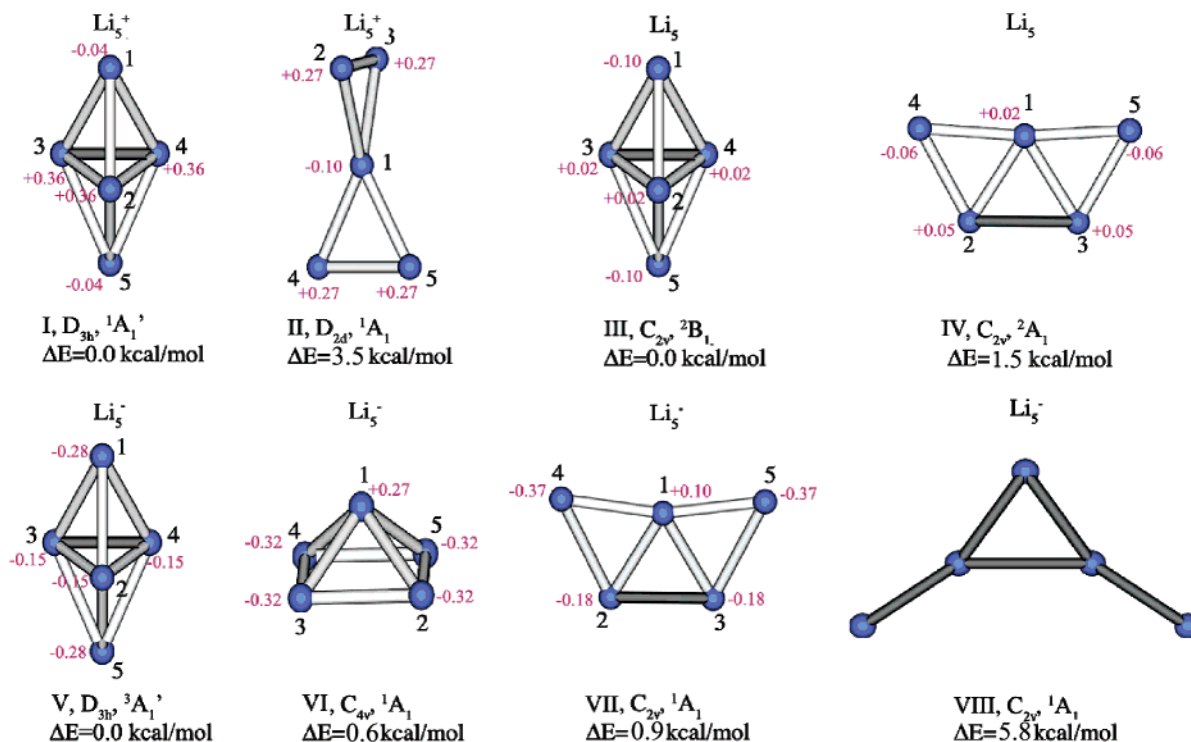 Li₅⁺
-0.04 1
3 4
+0.36 +0.36 +0.36
2
-0.04
5
I, D₃ₕ, ¹A₁’
ΔE=0.0 kcal/mol
Li₅⁺
3
2
+0.27 +0.27
-0.10 1
4 5
+0.27 +0.27
II, D₂d, ¹A₁
ΔE=3.5 kcal/mol
Li₅
-0.10 1
3 4
+0.02 +0.02 +0.02
2
-0.10
5
III, C₂ᵥ, ²B₁.
ΔE=0.0 kcal/mol
Li₅
4 1 5
+0.02
-0.06 -0.06
+0.05 +0.05
2 3
IV, C₂ᵥ, ²A₁
ΔE=1.5 kcal/mol
Li₅⁻
-0.28 1
3 4
-0.15 -0.15 -0.15
2
-0.28
5
V, D₃ₕ, ³A₁’
ΔE=0.0 kcal/mol
Li₅⁻
1
+0.27
4 5
-0.32 -0.32
-0.32 -0.32
3 2
VI, C₄ᵥ, ¹A₁
ΔE=0.6 kcal/mol
Li₅⁻
4 1 5
-0.37 +0.10 -0.37
-0.18 -0.18
2 3
VII, C₂ᵥ, ¹A₁
ΔE=0.9 kcal/mol
Li₅⁻
VIII, C₂ᵥ, ¹A₁
ΔE=5.8 kcal/mol